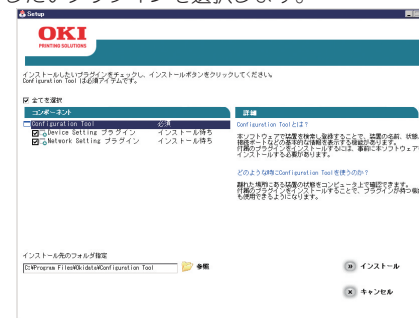 したいプラグインを選択します。
Setup
OKI
PRINTING SOLUTIONS
インストールしたいプラグインをチェックし、インストールボタンをクリックしてください。
Configuration Tool は必須アイテムです。
全てを選択
コンポーネント
詳細
Configuration Tool 必須
Device Setting プラグイン インストール待ち
Network Setting プラグイン インストール待ち
Configuration Toolとは?
本ソフトウェアで装置を検索し登録することで、装置の名前、状態、
接続ポートなどの基本的な情報を表示する機能があります。
付属のプラグインをインストールするには、事前に本ソフトウェアを
インストールする必要があります。
どのような時にConfiguration Toolを使うのか?
離れた場所にある装置の状態をコンピュータ上で確認できます。
付属のプラグインをインストールすることで、プラグインが持つ機
も使用できるようになります。
インストール先のフォルダ指定
C:¥Program Files¥Okidata¥Configuration Tool
参照
インストール
キャンセル